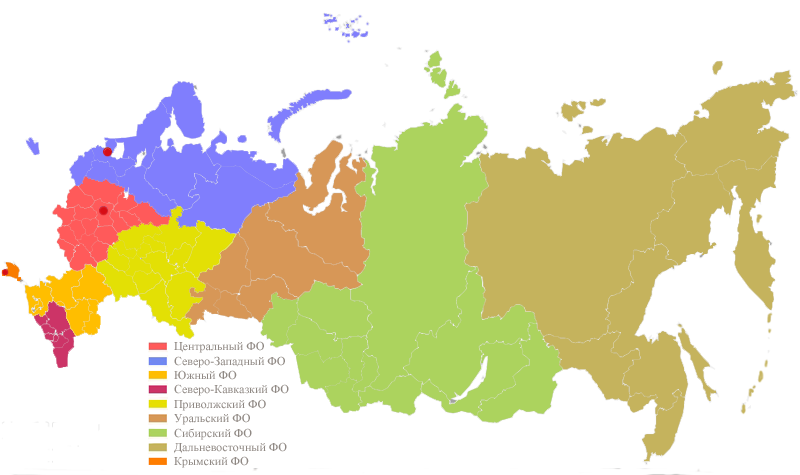 Центральный ФО
Северо-Западный ФО
Южный ФО
Северо-Кавказкий ФО
Приволжский ФО
Уральский ФО
Сибирский ФО
Дальневосточный ФО
Крымский ФО